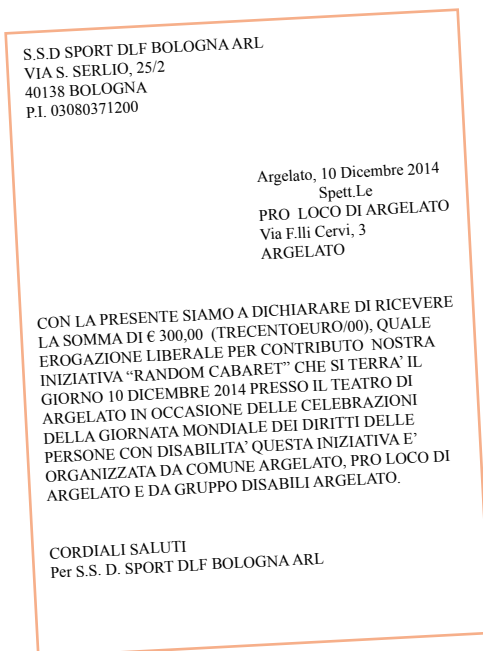 S.S.D SPORT DLF BOLOGNA ARL
VIA S. SERLIO, 25/2
40138 BOLOGNA
P.I. 03080371200
Argelato, 10 Dicembre 2014
Spett.Le
PRO LOCO DI ARGELATO
Via F.lli Cervi, 3
ARGELATO
CON LA PRESENTE SIAMO A DICHIARARE DI RICEVERE
LA SOMMA DI € 300,00 (TRECENTOEURO/00), QUALE
EROGAZIONE LIBERALE PER CONTRIBUTO NOSTRA
INIZIATIVA “RANDOM CABARET” CHE SI TERRA’ IL
GIORNO 10 DICEMBRE 2014 PRESSO IL TEATRO DI
ARGELATO IN OCCASIONE DELLE CELEBRAZIONI
DELLA GIORNATA MONDIALE DEI DIRITTI DELLE
PERSONE CON DISABILITA’ QUESTA INIZIATIVA E’
ORGANIZZATA DA COMUNE ARGELATO, PRO LOCO DI
ARGELATO E DA GRUPPO DISABILI ARGELATO.
CORDIALI SALUTI
Per S.S. D. SPORT DLF BOLOGNA ARL